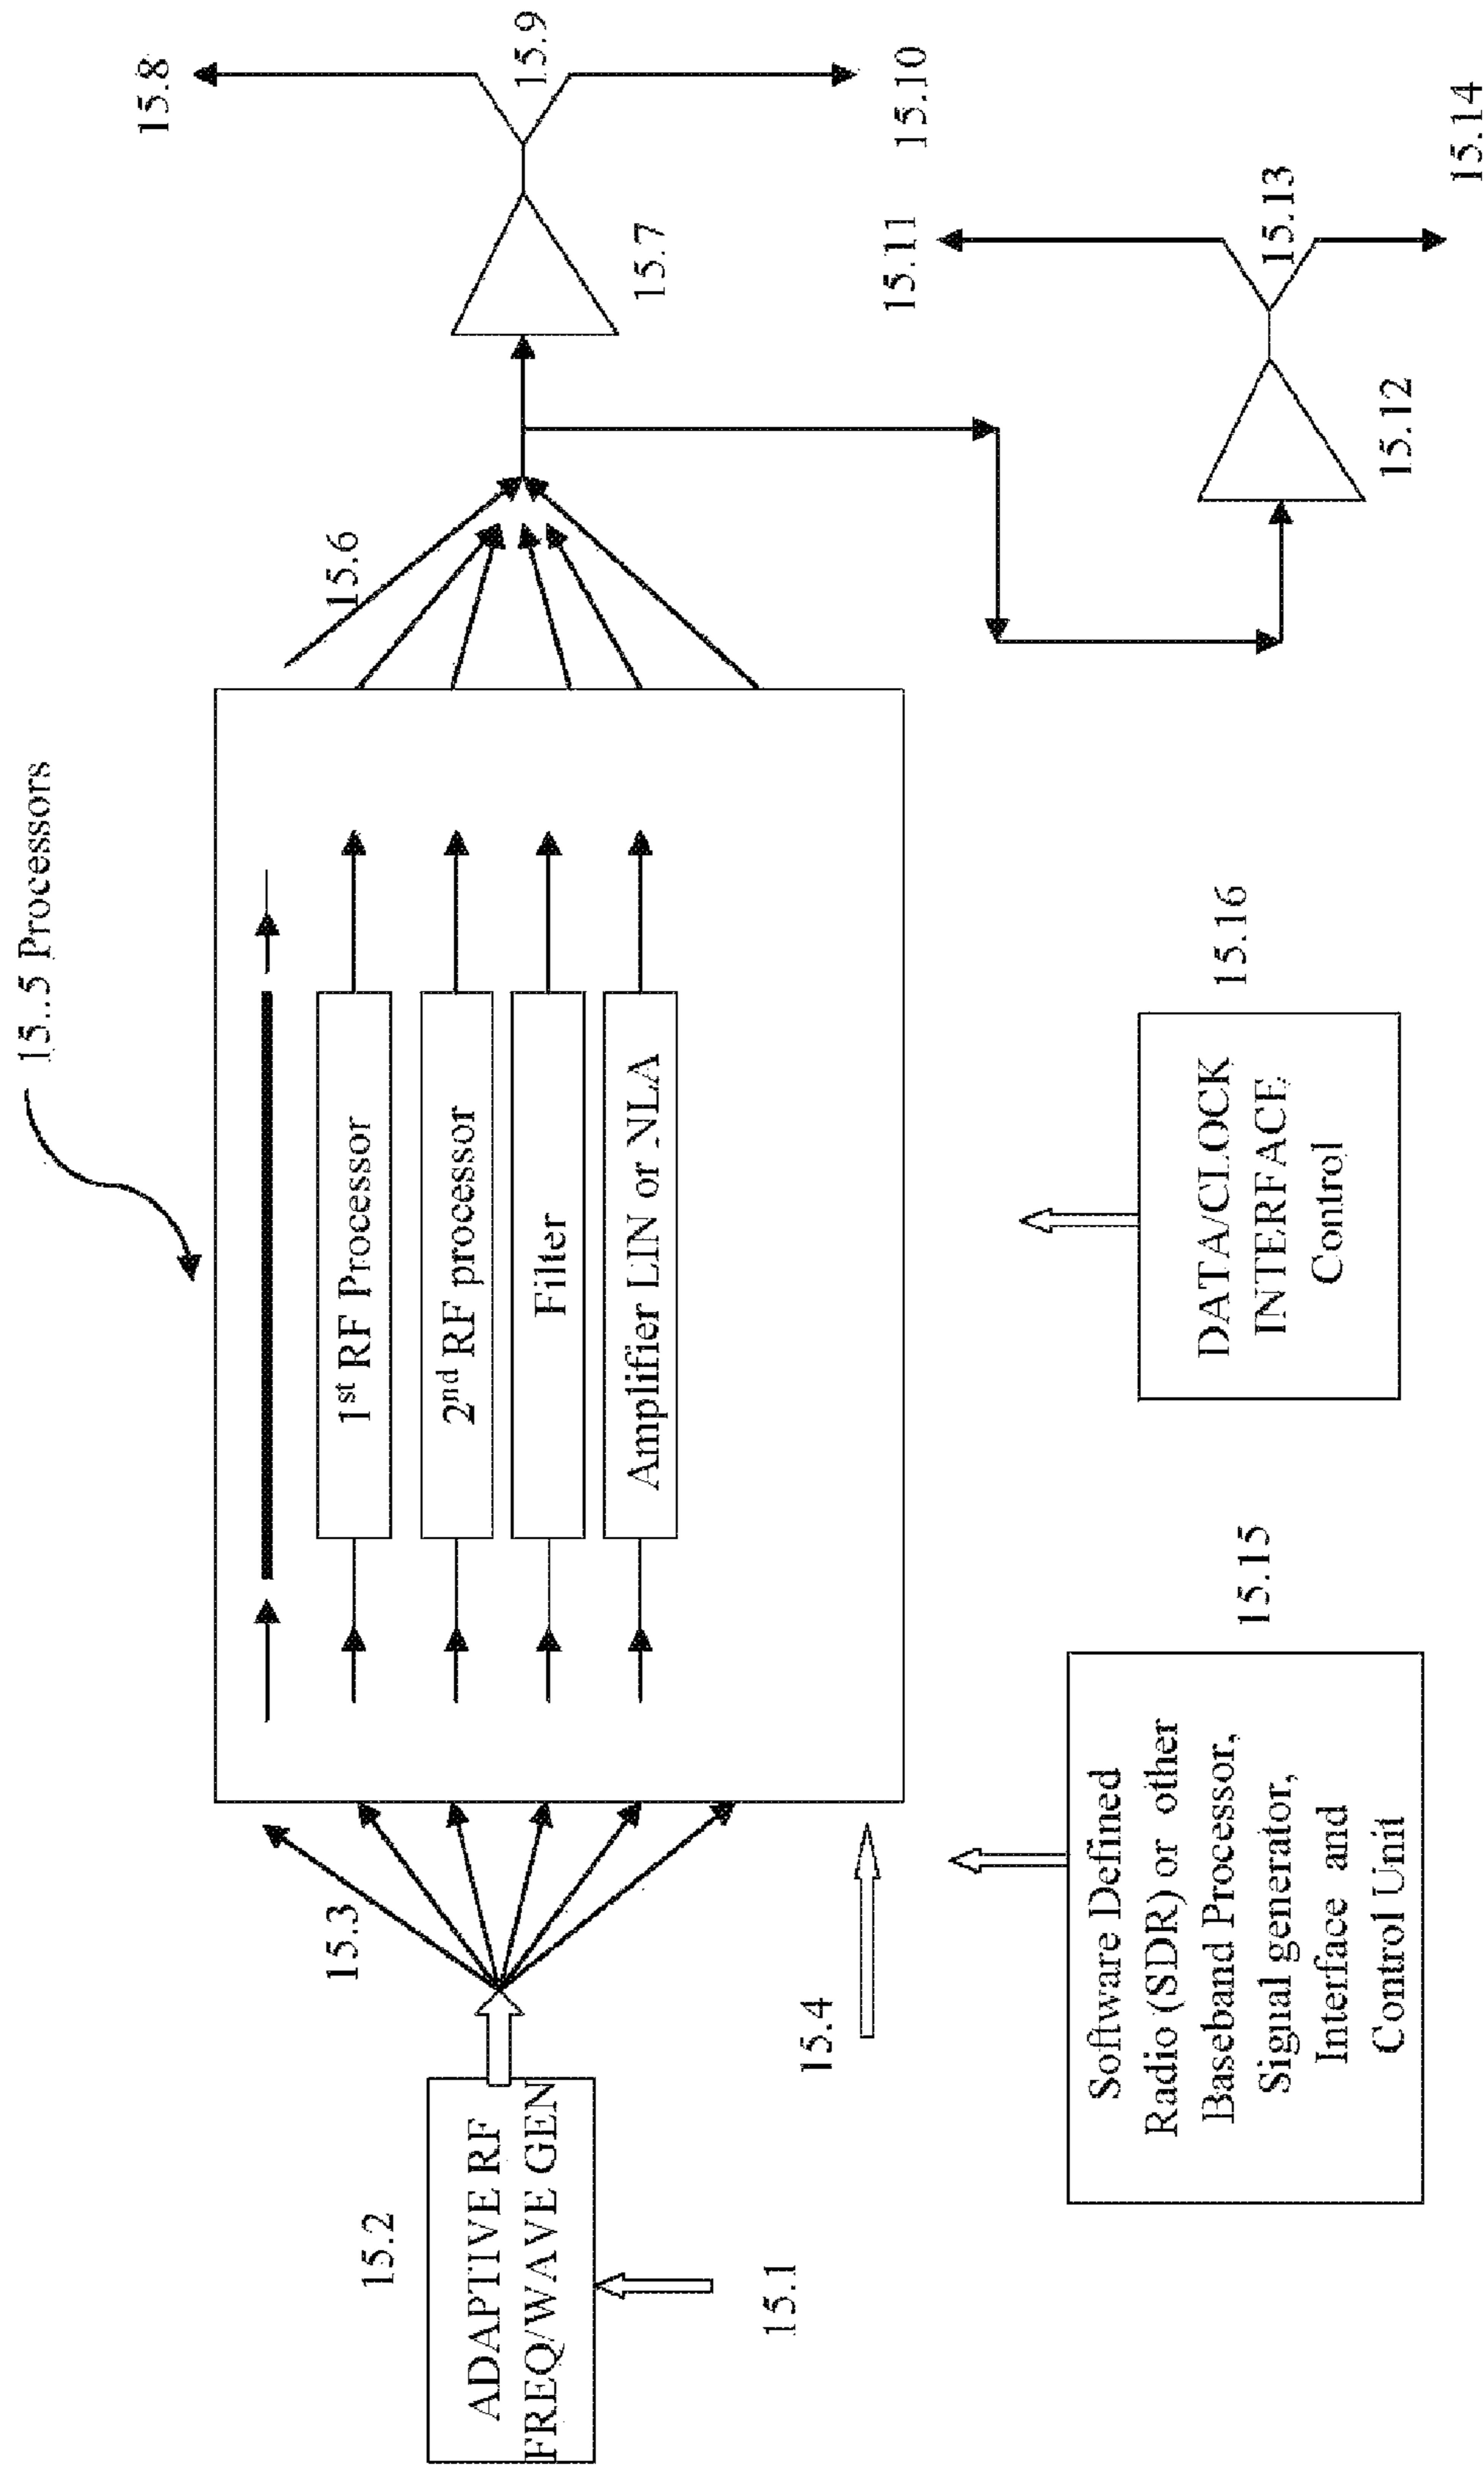 15..5 Processors
15.8
15.9
15.10
15.7
15.6
15.3
15.2
ADAPTIVE RF
FREQ/WAVE GEN
15.1
1st RF Processor
2nd RF processor
Filter
Amplifier LIN or NLA
15.4
15.11
15.13
15.14
15.12
15.15
Software Defined
Radio (SDR) or other
Baseband Processor,
Signal generator,
Interface and
Control Unit
15.16
DATA/CLOCK
INTERFACE
Control